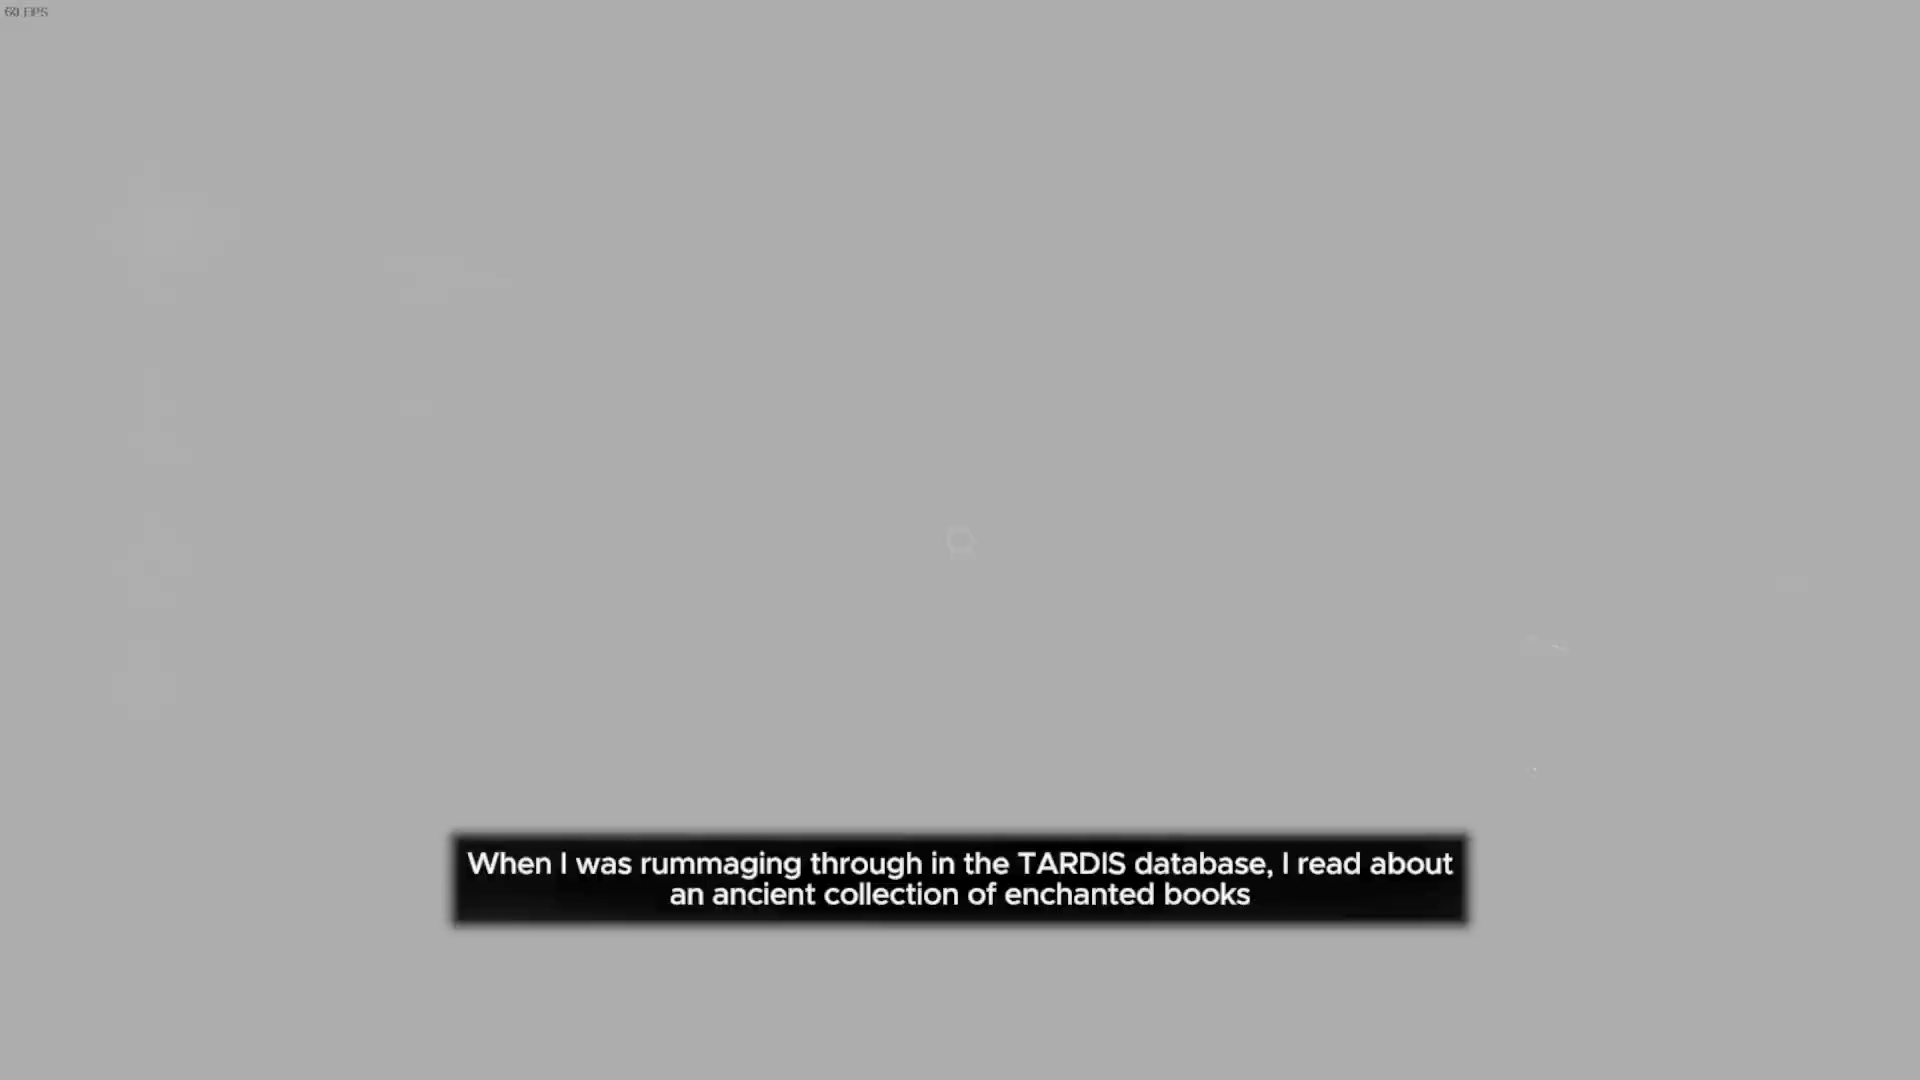 60 FPS
When I was rummaging through in the TARDIS database, I read about
an ancient collection of enchanted books